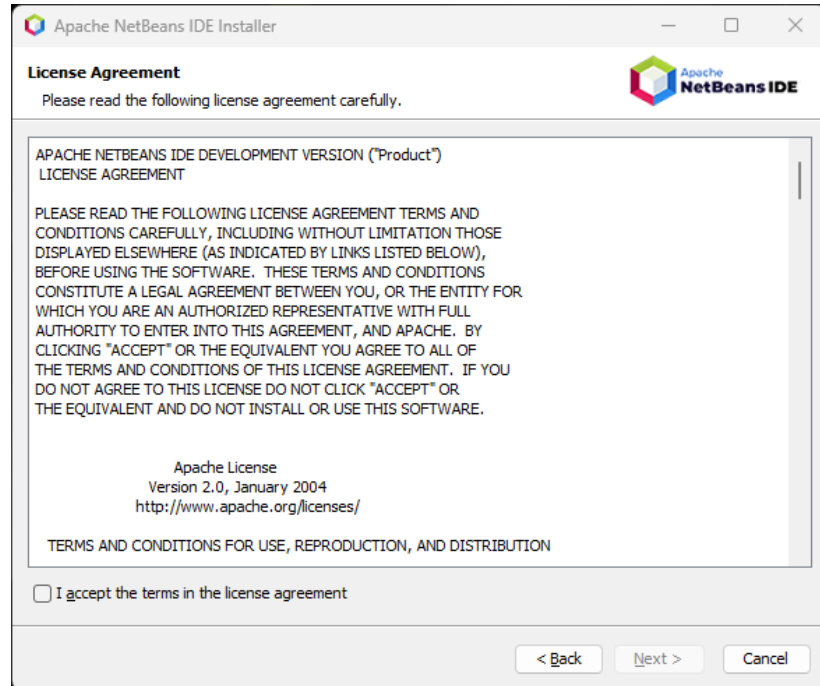 Apache NetBeans IDE Installer
License Agreement
Please read the following license agreement carefully.
Apache
NetBeans IDE
APACHE NETBEANS IDE DEVELOPMENT VERSION ("Product")
LICENSE AGREEMENT
PLEASE READ THE FOLLOWING LICENSE AGREEMENT TERMS AND
CONDITIONS CAREFULLY, INCLUDING WITHOUT LIMITATION THOSE
DISPLAYED ELSEWHERE (AS INDICATED BY LINKS LISTED BELOW),
BEFORE USING THE SOFTWARE.  THESE TERMS AND CONDITIONS
CONSTITUTE A LEGAL AGREEMENT BETWEEN YOU, OR THE ENTITY FOR
WHICH YOU ARE AN AUTHORIZED REPRESENTATIVE WITH FULL
AUTHORITY TO ENTER INTO THIS AGREEMENT, AND APACHE.  BY
CLICKING "ACCEPT" OR THE EQUIVALENT YOU AGREE TO ALL OF
THE TERMS AND CONDITIONS OF THIS LICENSE AGREEMENT.  IF YOU
DO NOT AGREE TO THIS LICENSE DO NOT CLICK "ACCEPT" OR
THE EQUIVALENT AND DO NOT INSTALL OR USE THIS SOFTWARE.
Apache License
Version 2.0, January 2004
http://www.apache.org/licenses/
TERMS AND CONDITIONS FOR USE, REPRODUCTION, AND DISTRIBUTION
I accept the terms in the license agreement
< Back
Next >
Cancel